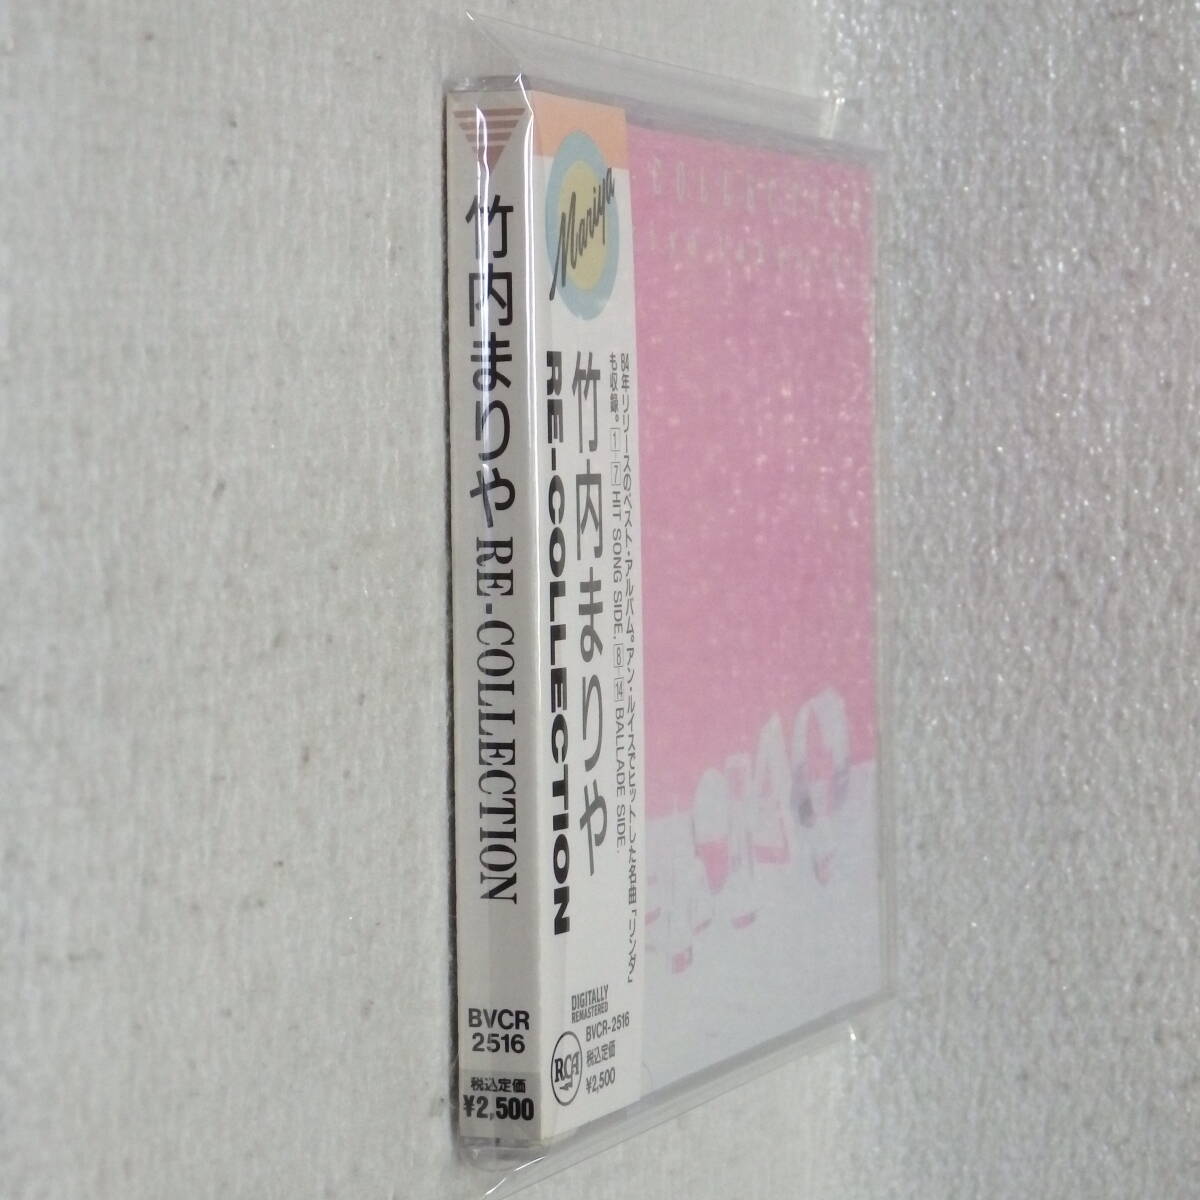 竹内まりや RE-COLLECTION
BVCR
2516
税込定価
¥2,500
Mariya
竹内まりや
RE-COLLECTION
84年リリースのベスト・アルバム。アン・ルイスでヒットした名曲「リンダ」
も収録。1-7 HIT SONG SIDE, 8-14 BALLADE SIDE.
DIGITALLY
REMASTERED
RCA
BVCR-2516
税込定価
¥2,500